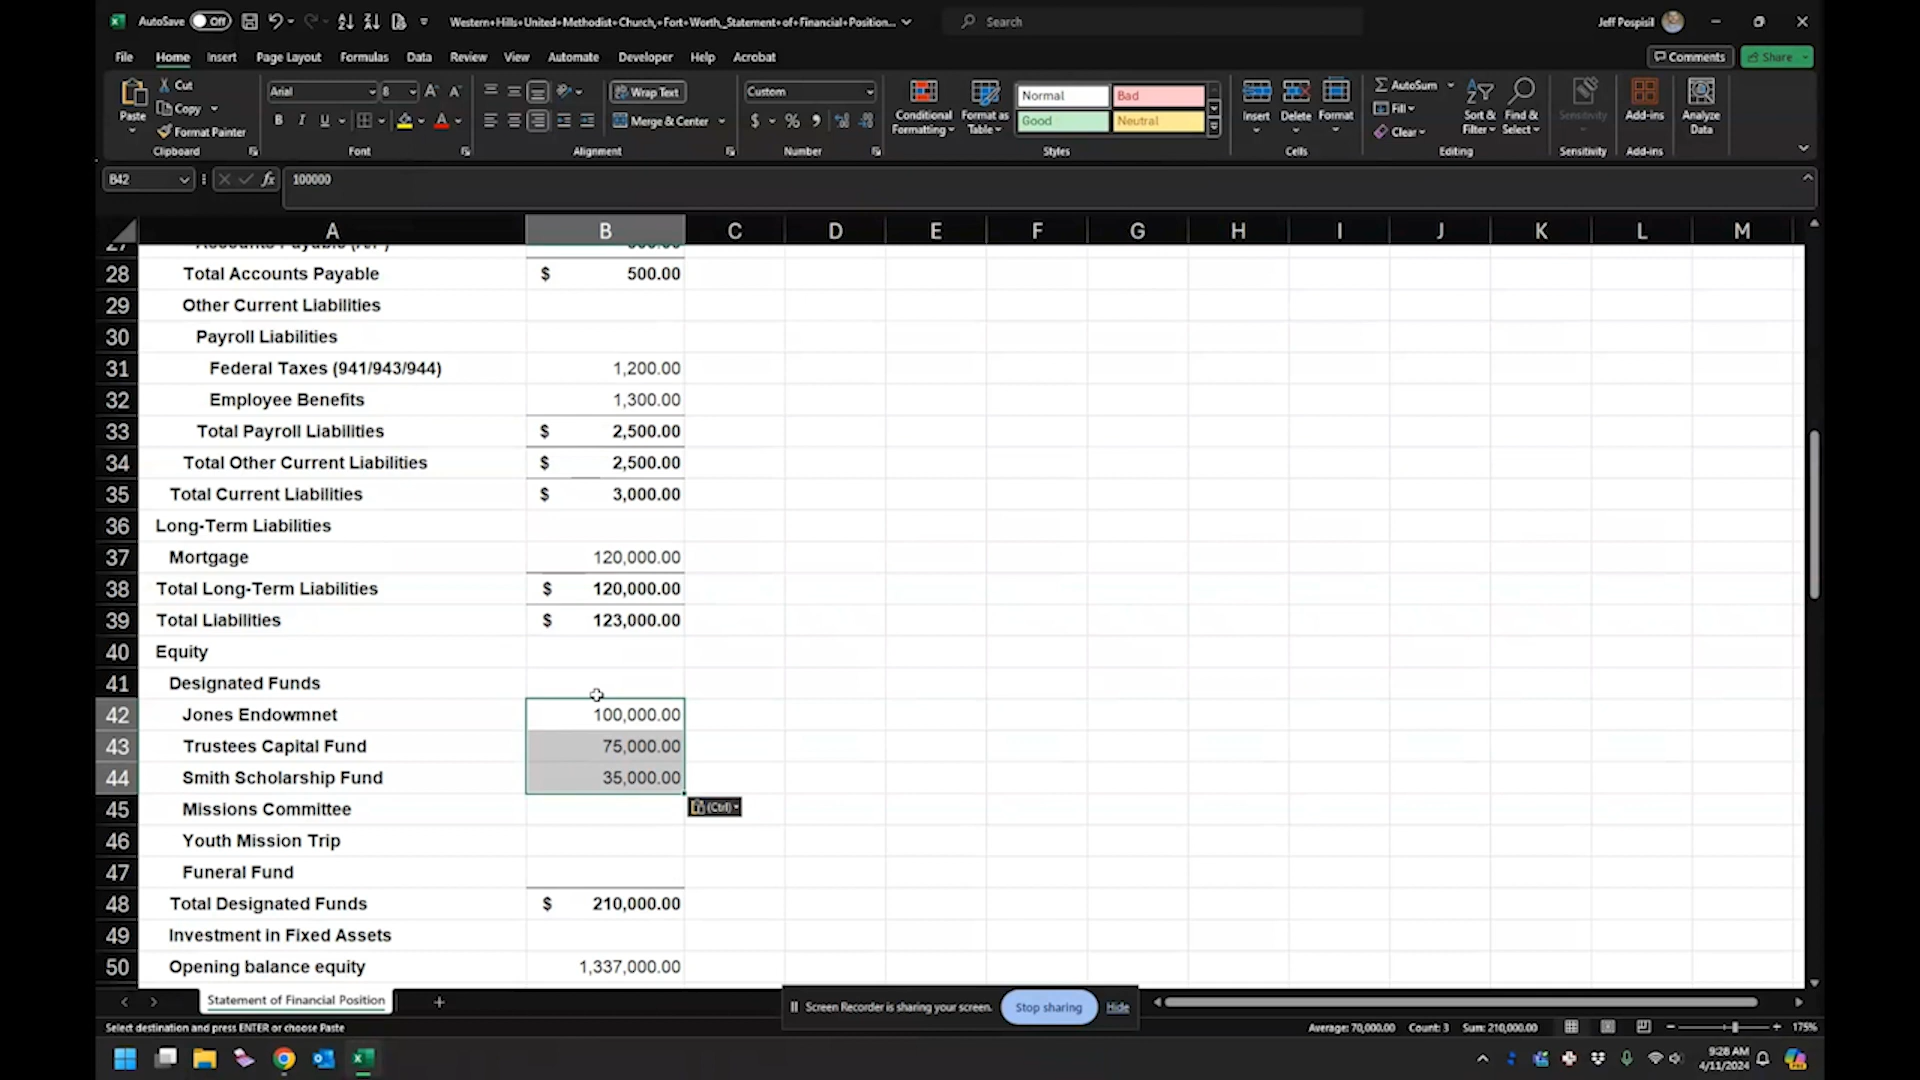 AutoSave Off Western Hills United Methodist Church, Fort Worth,_Statement of Financial Position... Search Jeff Pospisil
File Home Insert Page Layout Formulas Data Review View Automate Developer Help Acrobat Comments Share
Paste Cut Copy Format Painter Clipboard
Arial 8 B I U Font
Wrap Text Merge & Center Alignment
Custom $ % Number
Conditional Formatting Format as Table Normal Bad Good Neutral Styles
Insert Delete Format Cells
AutoSum Fill Clear Sort & Filter Find & Select Editing
Sensitivity Sensitivity
Add-ins Add-ins
Analyze Data
B42 fx 100000
A B C D E F G H I J K L M
28 Total Accounts Payable $ 500.00
29 Other Current Liabilities
30 Payroll Liabilities
31 Federal Taxes (941/943/944) 1,200.00
32 Employee Benefits 1,300.00
33 Total Payroll Liabilities $ 2,500.00
34 Total Other Current Liabilities $ 2,500.00
35 Total Current Liabilities $ 3,000.00
36 Long-Term Liabilities
37 Mortgage 120,000.00
38 Total Long-Term Liabilities $ 120,000.00
39 Total Liabilities $ 123,000.00
40 Equity
41 Designated Funds
42 Jones Endowmnet 100,000.00
43 Trustees Capital Fund 75,000.00
44 Smith Scholarship Fund 35,000.00
45 Missions Committee (Ctrl)
46 Youth Mission Trip
47 Funeral Fund
48 Total Designated Funds $ 210,000.00
49 Investment in Fixed Assets
50 Opening balance equity 1,337,000.00
Statement of Financial Position
Screen Recorder is sharing your screen. Stop sharing Hide
Select destination and press ENTER or choose Paste Average: 70,000.00 Count: 3 Sum: 210,000.00 175%
9:28 AM
4/11/2024